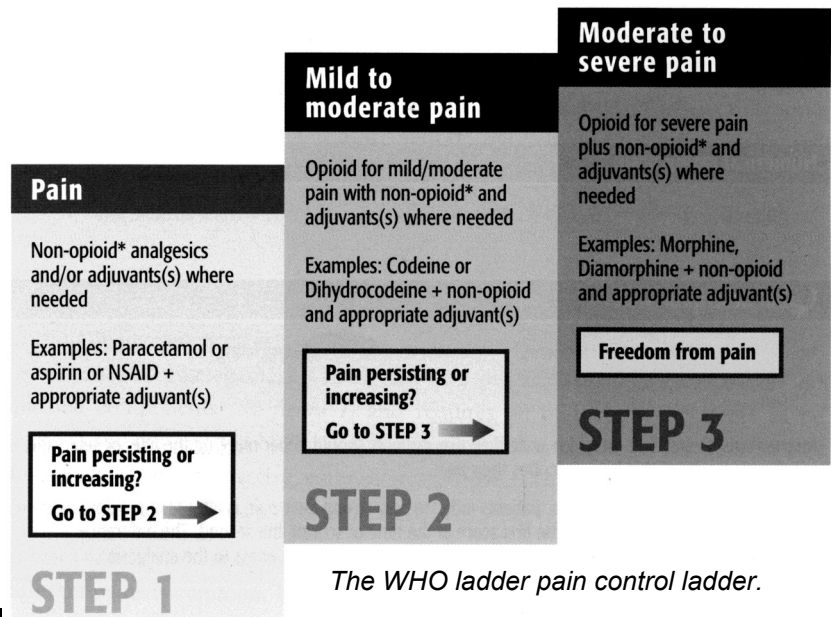 Pain
Non-opioid* analgesics
and/or adjuvants(s) where
needed
Examples: Paracetamol or
aspirin or NSAID +
appropriate adjuvant(s)
Pain persisting or
increasing?
Go to STEP 2
STEP 1
Mild to
moderate pain
Opioid for mild/moderate
pain with non-opioid* and
adjuvants(s) where needed
Examples: Codeine or
Dihydrocodeine + non-opioid
and appropriate adjuvant(s)
Pain persisting or
increasing?
Go to STEP 3
STEP 2
Moderate to
severe pain
Opioid for severe pain
plus non-opioid* and
adjuvants(s) where
needed
Examples: Morphine,
Diamorphine + non-opioid
and appropriate adjuvant(s)
Freedom from pain
STEP 3
The WHO ladder pain control ladder.